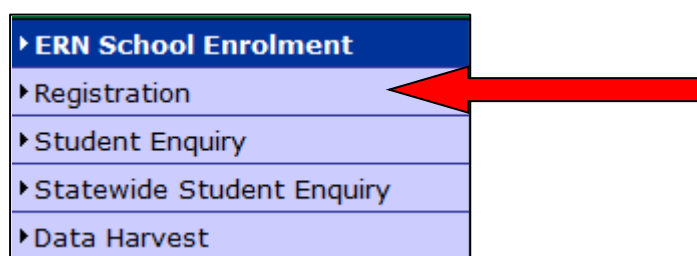 ERN School Enrolment
Registration
Student Enquiry
Statewide Student Enquiry
Data Harvest